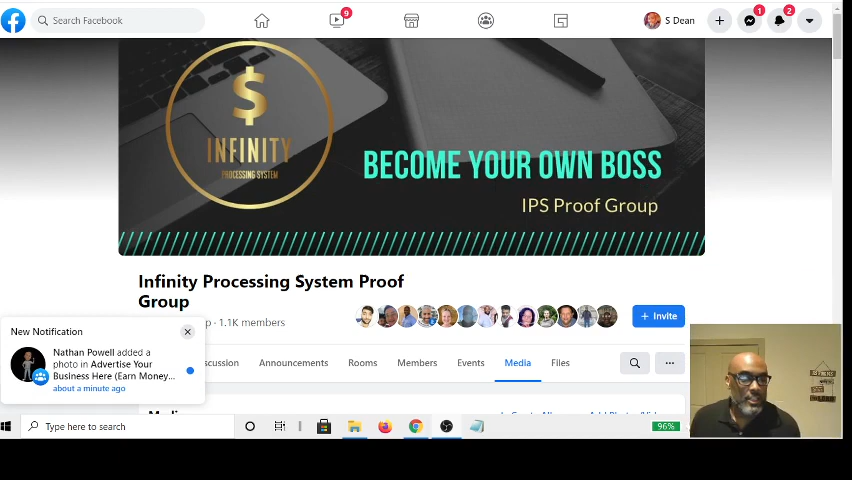 Search Facebook
9
S Dean
1
2
$
INFINITY
PROCESSING SYSTEM
BECOME YOUR OWN BOSS
IPS Proof Group
Infinity Processing System Proof
Group
p · 1.1K members
+ Invite
New Notification
Nathan Powell added a
photo in Advertise Your
Business Here (Earn Money...
about a minute ago
scussion
Announcements
Rooms
Members
Events
Media
Files
Type here to search
96%